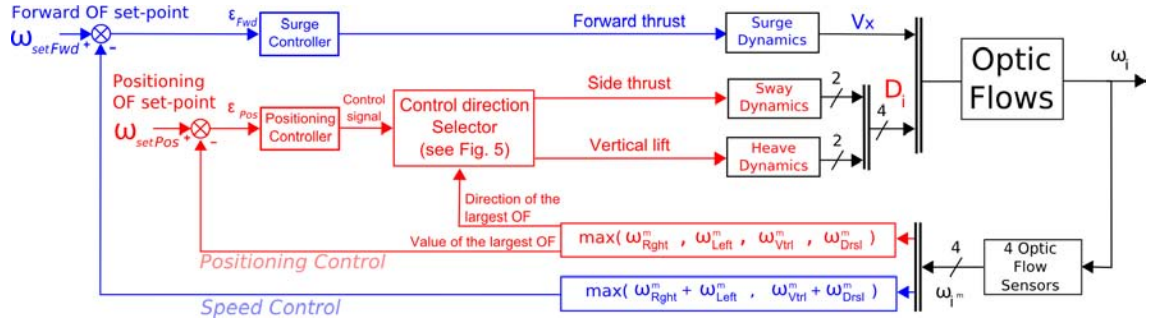 Forward OF set-point
ω setFwd + -
ε Fwd
Surge
Controller
Forward thrust
Surge
Dynamics
Vx
Positioning
OF set-point
ω setPos + -
ε Pos
Positioning
Controller
Control
signal
Control direction
Selector
(see Fig. 5)
Side thrust
Sway
Dynamics
2
Vertical lift
Heave
Dynamics
2
D i
4
Optic
Flows
ω i
Direction of the
largest OF
Value of the largest OF
max( ω m Rght , ω m Left , ω m Vtrl , ω m Drsl )
Positioning Control
max( ω m Rght + ω m Left , ω m Vtrl + ω m Drsl )
Speed Control
4
ω i m
4 Optic
Flow
Sensors